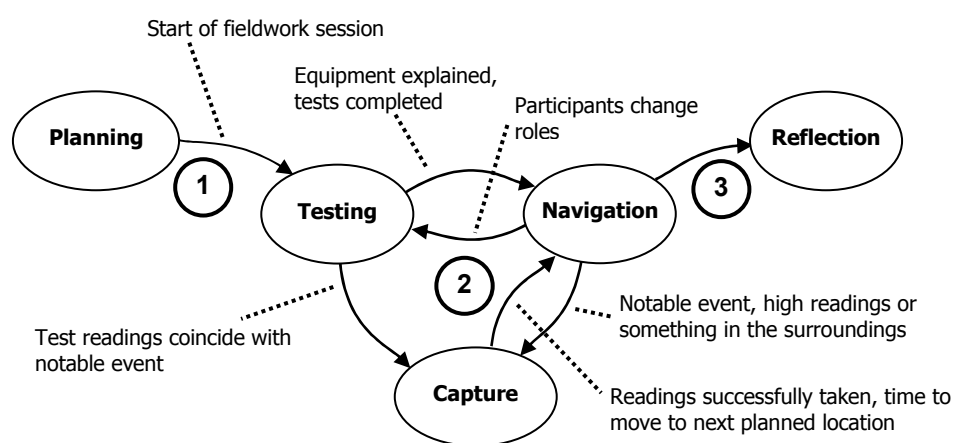 Start of fieldwork session
Equipment explained,
tests completed
Participants change
roles
Planning
Reflection
1
3
Testing
Navigation
2
Test readings coincide with
notable event
Notable event, high readings or
something in the surroundings
Capture
Readings successfully taken, time to
move to next planned location